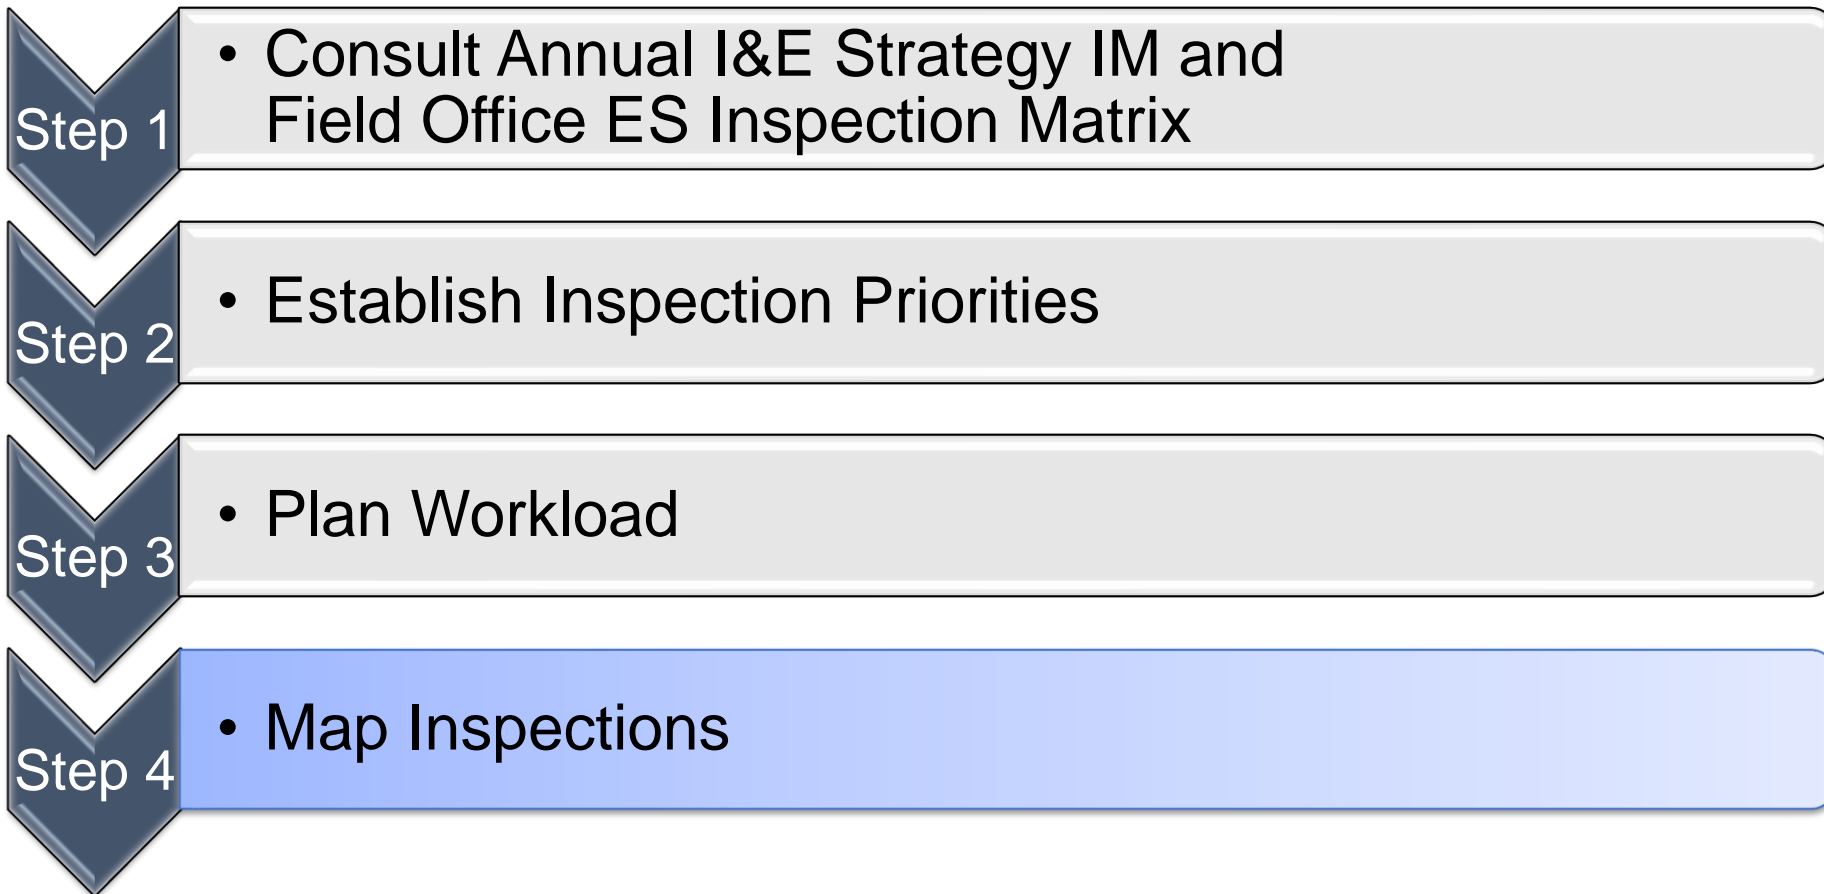 Step 1
• Consult Annual I&E Strategy IM and
Field Office ES Inspection Matrix
Step 2
• Establish Inspection Priorities
Step 3
• Plan Workload
Step 4
• Map Inspections